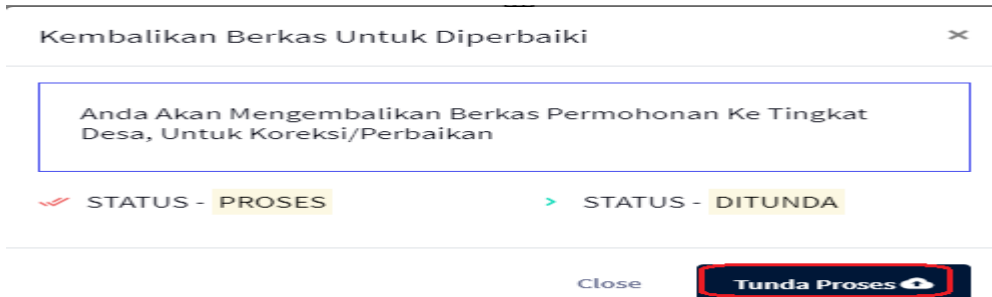 Kembalikan Berkas Untuk Diperbaiki
Anda Akan Mengembalikan Berkas Permohonan Ke Tingkat
Desa, Untuk Koreksi/Perbaikan
STATUS - PROSES
STATUS - DITUNDA
Close
Tunda Proses